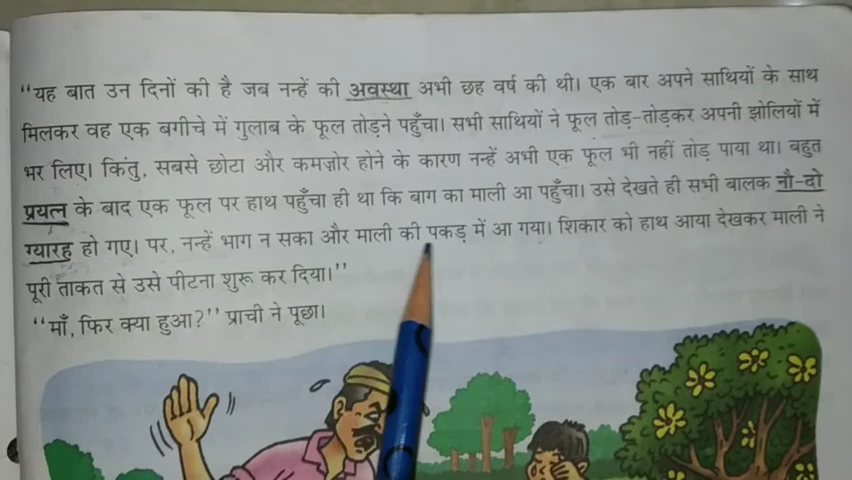 “यह बात उन दिनों की है जब नन्हें की अवस्था अभी छह वर्ष की थी। एक बार अपने साथियों के साथ
मिलकर वह एक बगीचे में गुलाब के फूल तोड़ने पहुँचा। सभी साथियों ने फूल तोड़-तोड़कर अपनी झोलियों में
भर लिए। किंतु, सबसे छोटा और कमज़ोर होने के कारण नन्हें अभी एक फूल भी नहीं तोड़ पाया था। बहुत
प्रयत्न के बाद एक फूल पर हाथ पहुँचा ही था कि बाग का माली आ पहुँचा। उसे देखते ही सभी बालक नौ-दो
ग्यारह हो गए। पर, नन्हें भाग न सका और माली की पकड़ में आ गया। शिकार को हाथ आया देखकर माली ने
पूरी ताकत से उसे पीटना शुरू कर दिया।”
“माँ, फिर क्या हुआ?” प्राची ने पूछा।